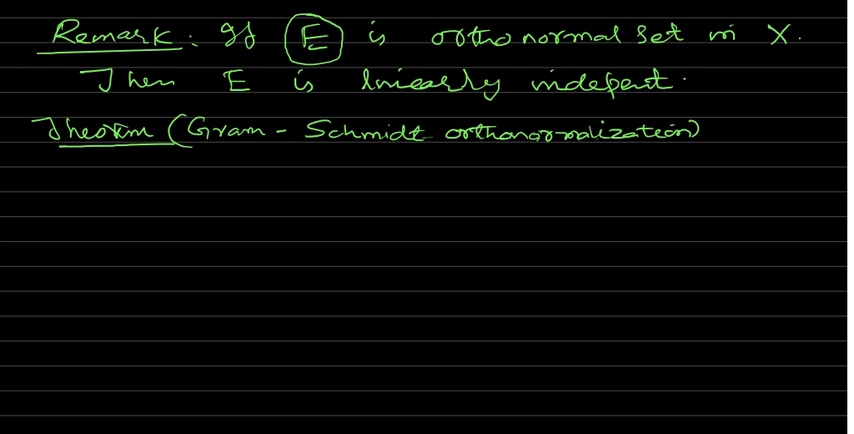 Remark: If E is orthonormal set in X.
Then E is linearly indepent.
Theorem (Gram - Schmidt orthonormalization)